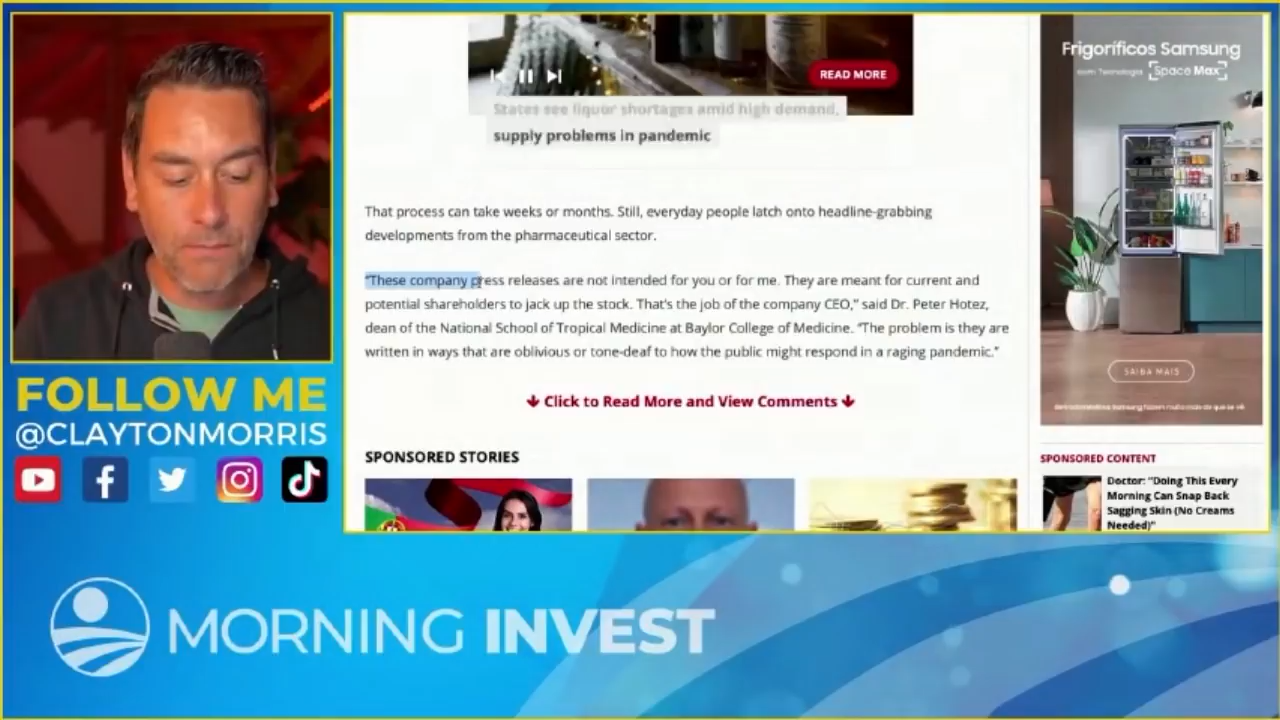 Frigoríficos Samsung
com Tecnologia Space Max
READ MORE
States see liquor shortages amid high demand,
supply problems in pandemic
That process can take weeks or months. Still, everyday people latch onto headline-grabbing
developments from the pharmaceutical sector.
“These company press releases are not intended for you or for me. They are meant for current and
potential shareholders to jack up the stock. That’s the job of the company CEO,” said Dr. Peter Hotez,
dean of the National School of Tropical Medicine at Baylor College of Medicine. “The problem is they are
written in ways that are oblivious or tone-deaf to how the public might respond in a raging pandemic.”
SAIBA MAIS
Click to Read More and View Comments
SPONSORED STORIES
SPONSORED CONTENT
Doctor: “Doing This Every
Morning Can Snap Back
Sagging Skin (No Creams
Needed)”
FOLLOW ME
@CLAYTONMORRIS
MORNING INVEST